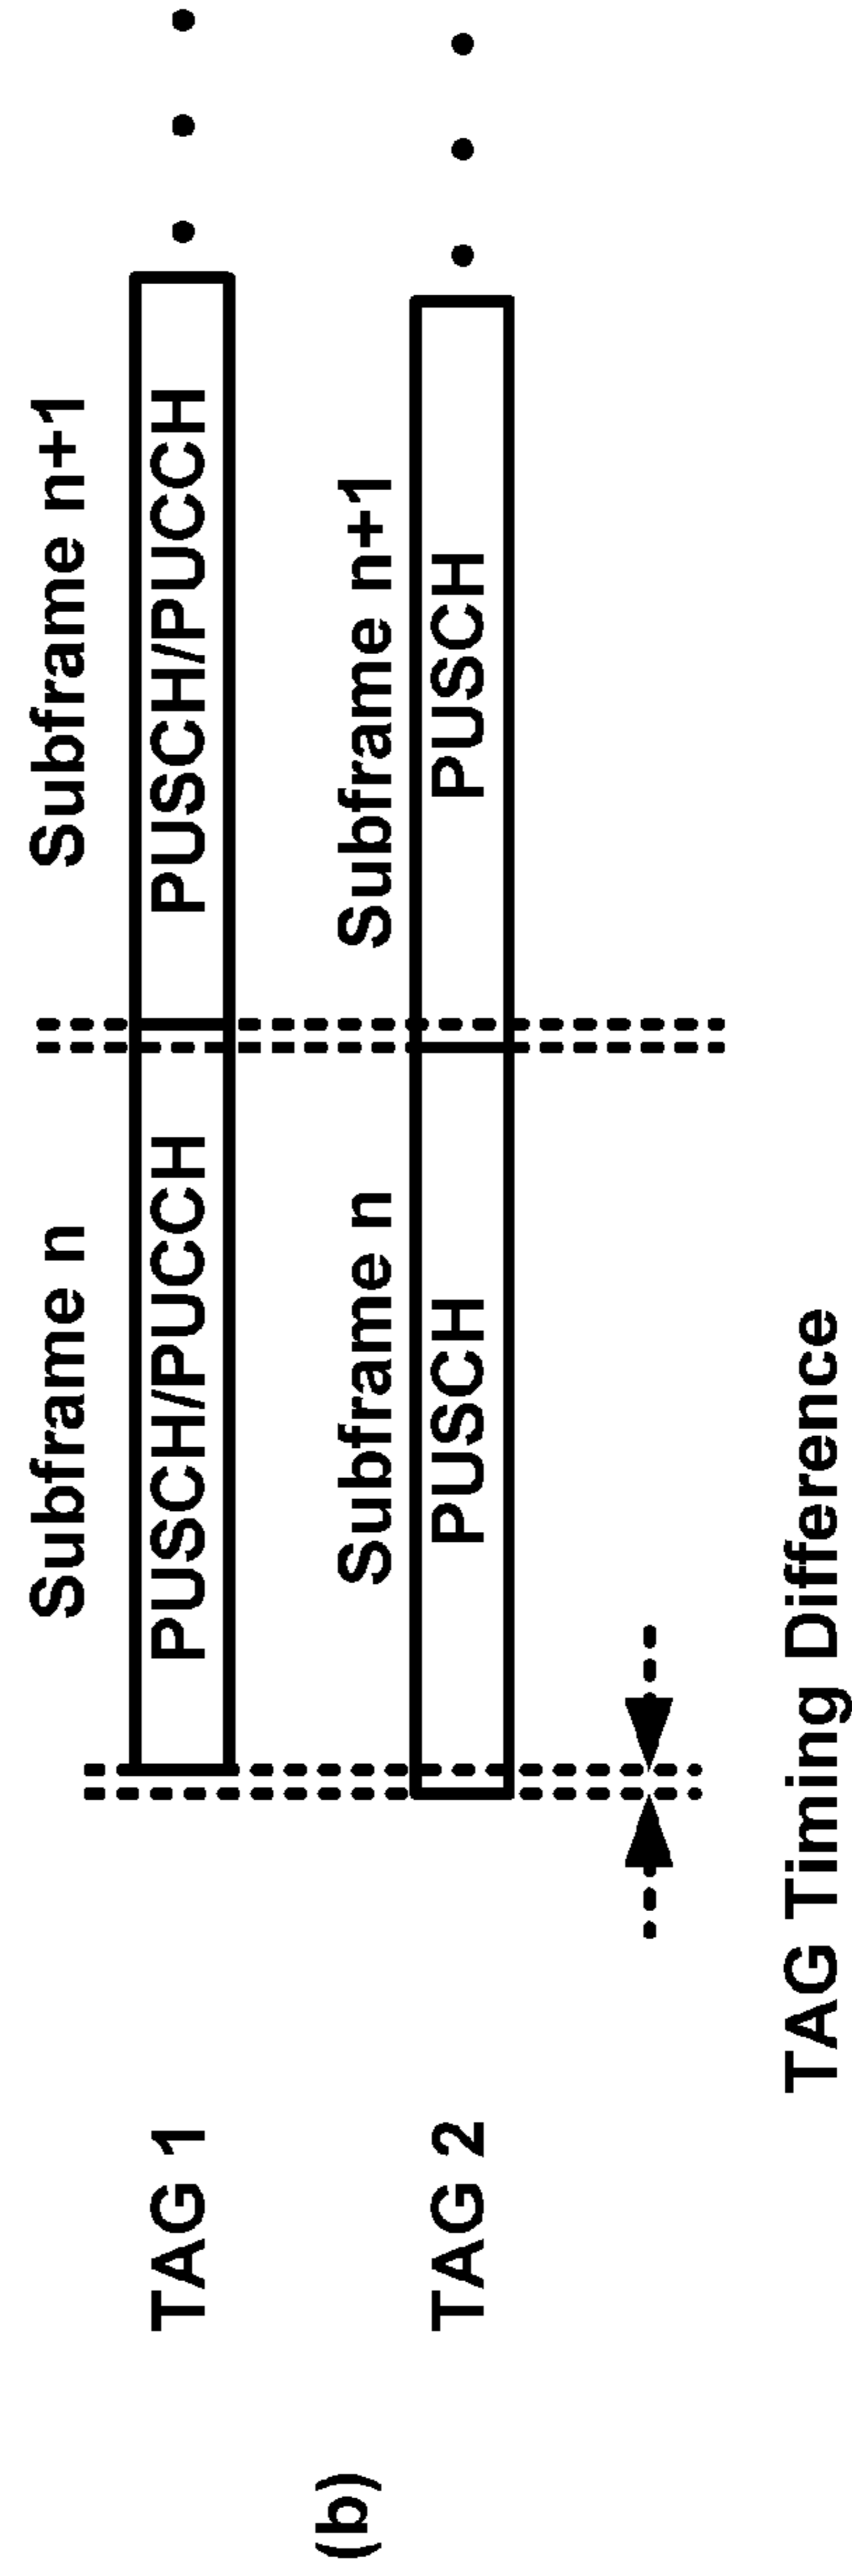 Subframe n
Subframe n+1
TAG 1
PUSCH/PUCCH
PUSCH/PUCCH
(b)
Subframe n
Subframe n+1
TAG 2
PUSCH
PUSCH
TAG Timing Difference